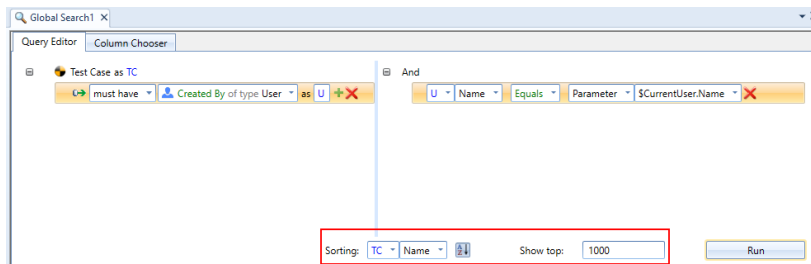 Global Search1
Query Editor Column Chooser
Test Case as TC
must have Created By of type User as U
And
U Name Equals Parameter $CurrentUser.Name
Sorting: TC Name Show top: 1000 Run